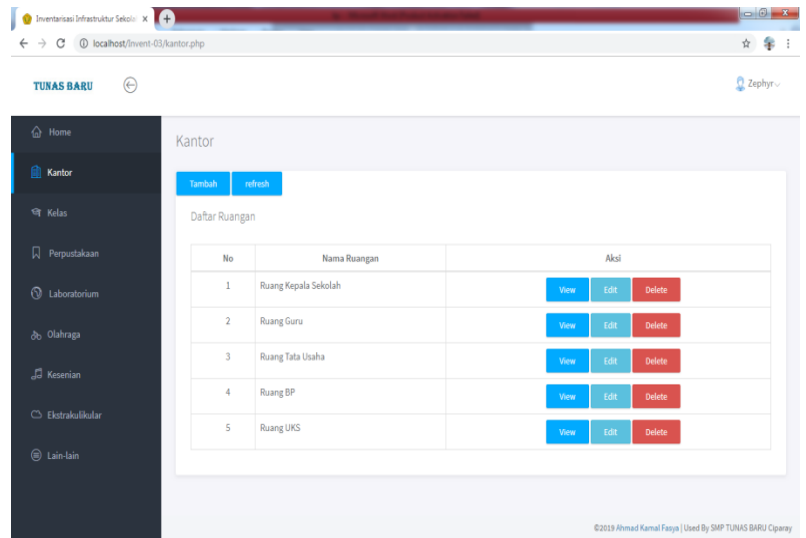 Inventarisasi Infrastruktur Sekola
localhost/Invent-03/kantor.php
TUNAS BARU
Zephyr
Home
Kantor
Kelas
Perpustakaan
Laboratorium
Olahraga
Kesenian
Ekstrakulikular
Lain-lain
Kantor
Tambah refresh
Daftar Ruangan
No Nama Ruangan Aksi
1 Ruang Kepala Sekolah View Edit Delete
2 Ruang Guru View Edit Delete
3 Ruang Tata Usaha View Edit Delete
4 Ruang BP View Edit Delete
5 Ruang UKS View Edit Delete
©2019 Ahmad Kamal Fasya | Used By SMP TUNAS BARU Ciparay